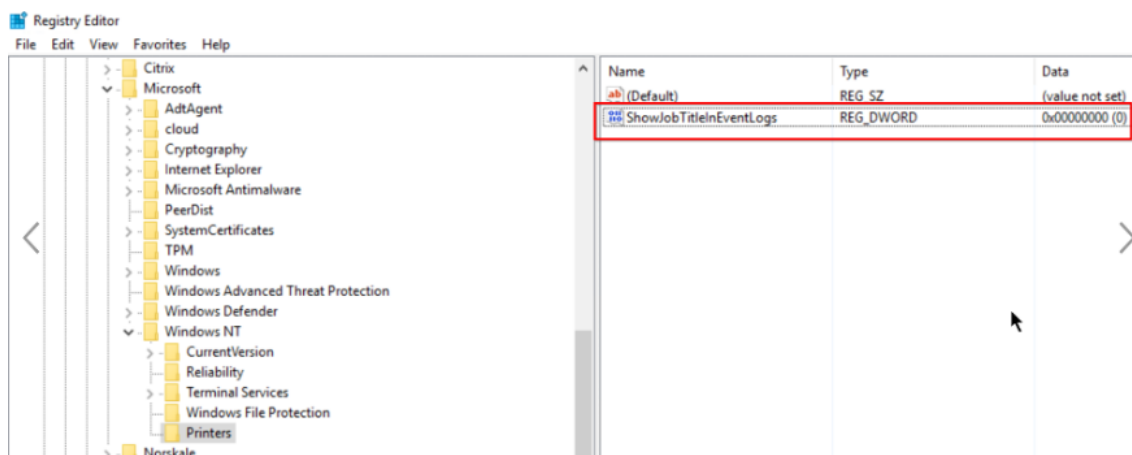 Registry Editor
File Edit View Favorites Help
Citrix
Microsoft
AdtAgent
cloud
Cryptography
Internet Explorer
Microsoft Antimalware
PeerDist
SystemCertificates
TPM
Windows
Windows Advanced Threat Protection
Windows Defender
Windows NT
CurrentVersion
Reliability
Terminal Services
Windows File Protection
Printers
Norskale
Name Type Data
(Default) REG_SZ (value not set)
ShowJobTitleInEventLogs REG_DWORD 0x00000000 (0)